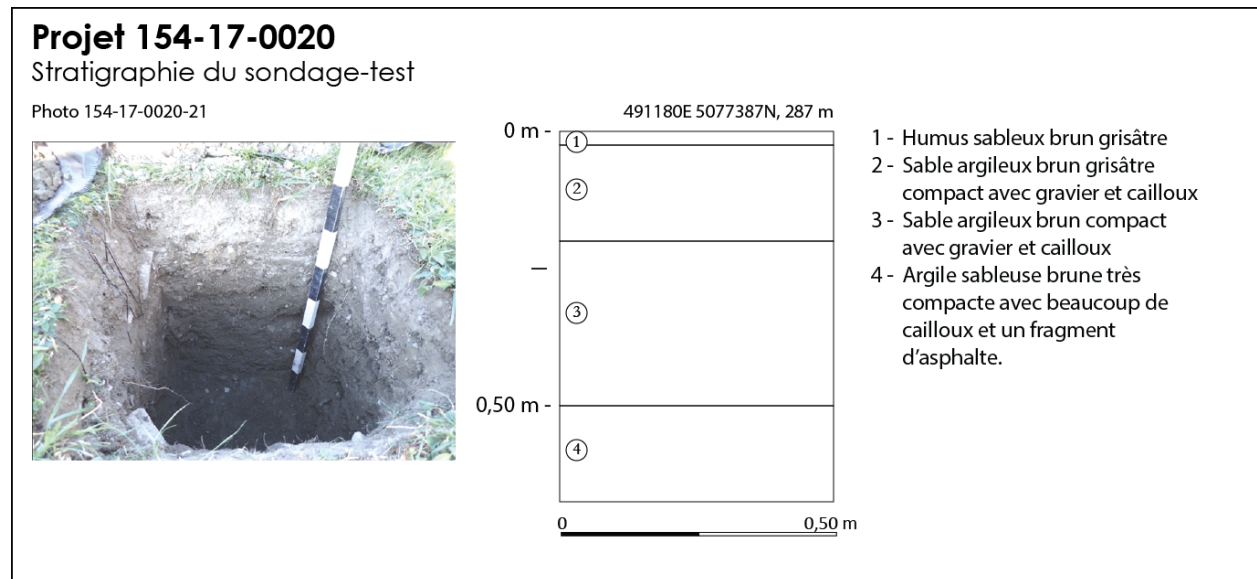 Projet 154-17-0020
Stratigraphie du sondage-test
Photo 154-17-0020-21
491180E 5077387N, 287 m
0 m -
1
2
3
0,50 m -
4
0 0,50 m
1 - Humus sableux brun grisâtre
2 - Sable argileux brun grisâtre
compact avec gravier et cailloux
3 - Sable argileux brun compact
avec gravier et cailloux
4 - Argile sableuse brune très
compacte avec beaucoup de
cailloux et un fragment
d’asphalte.